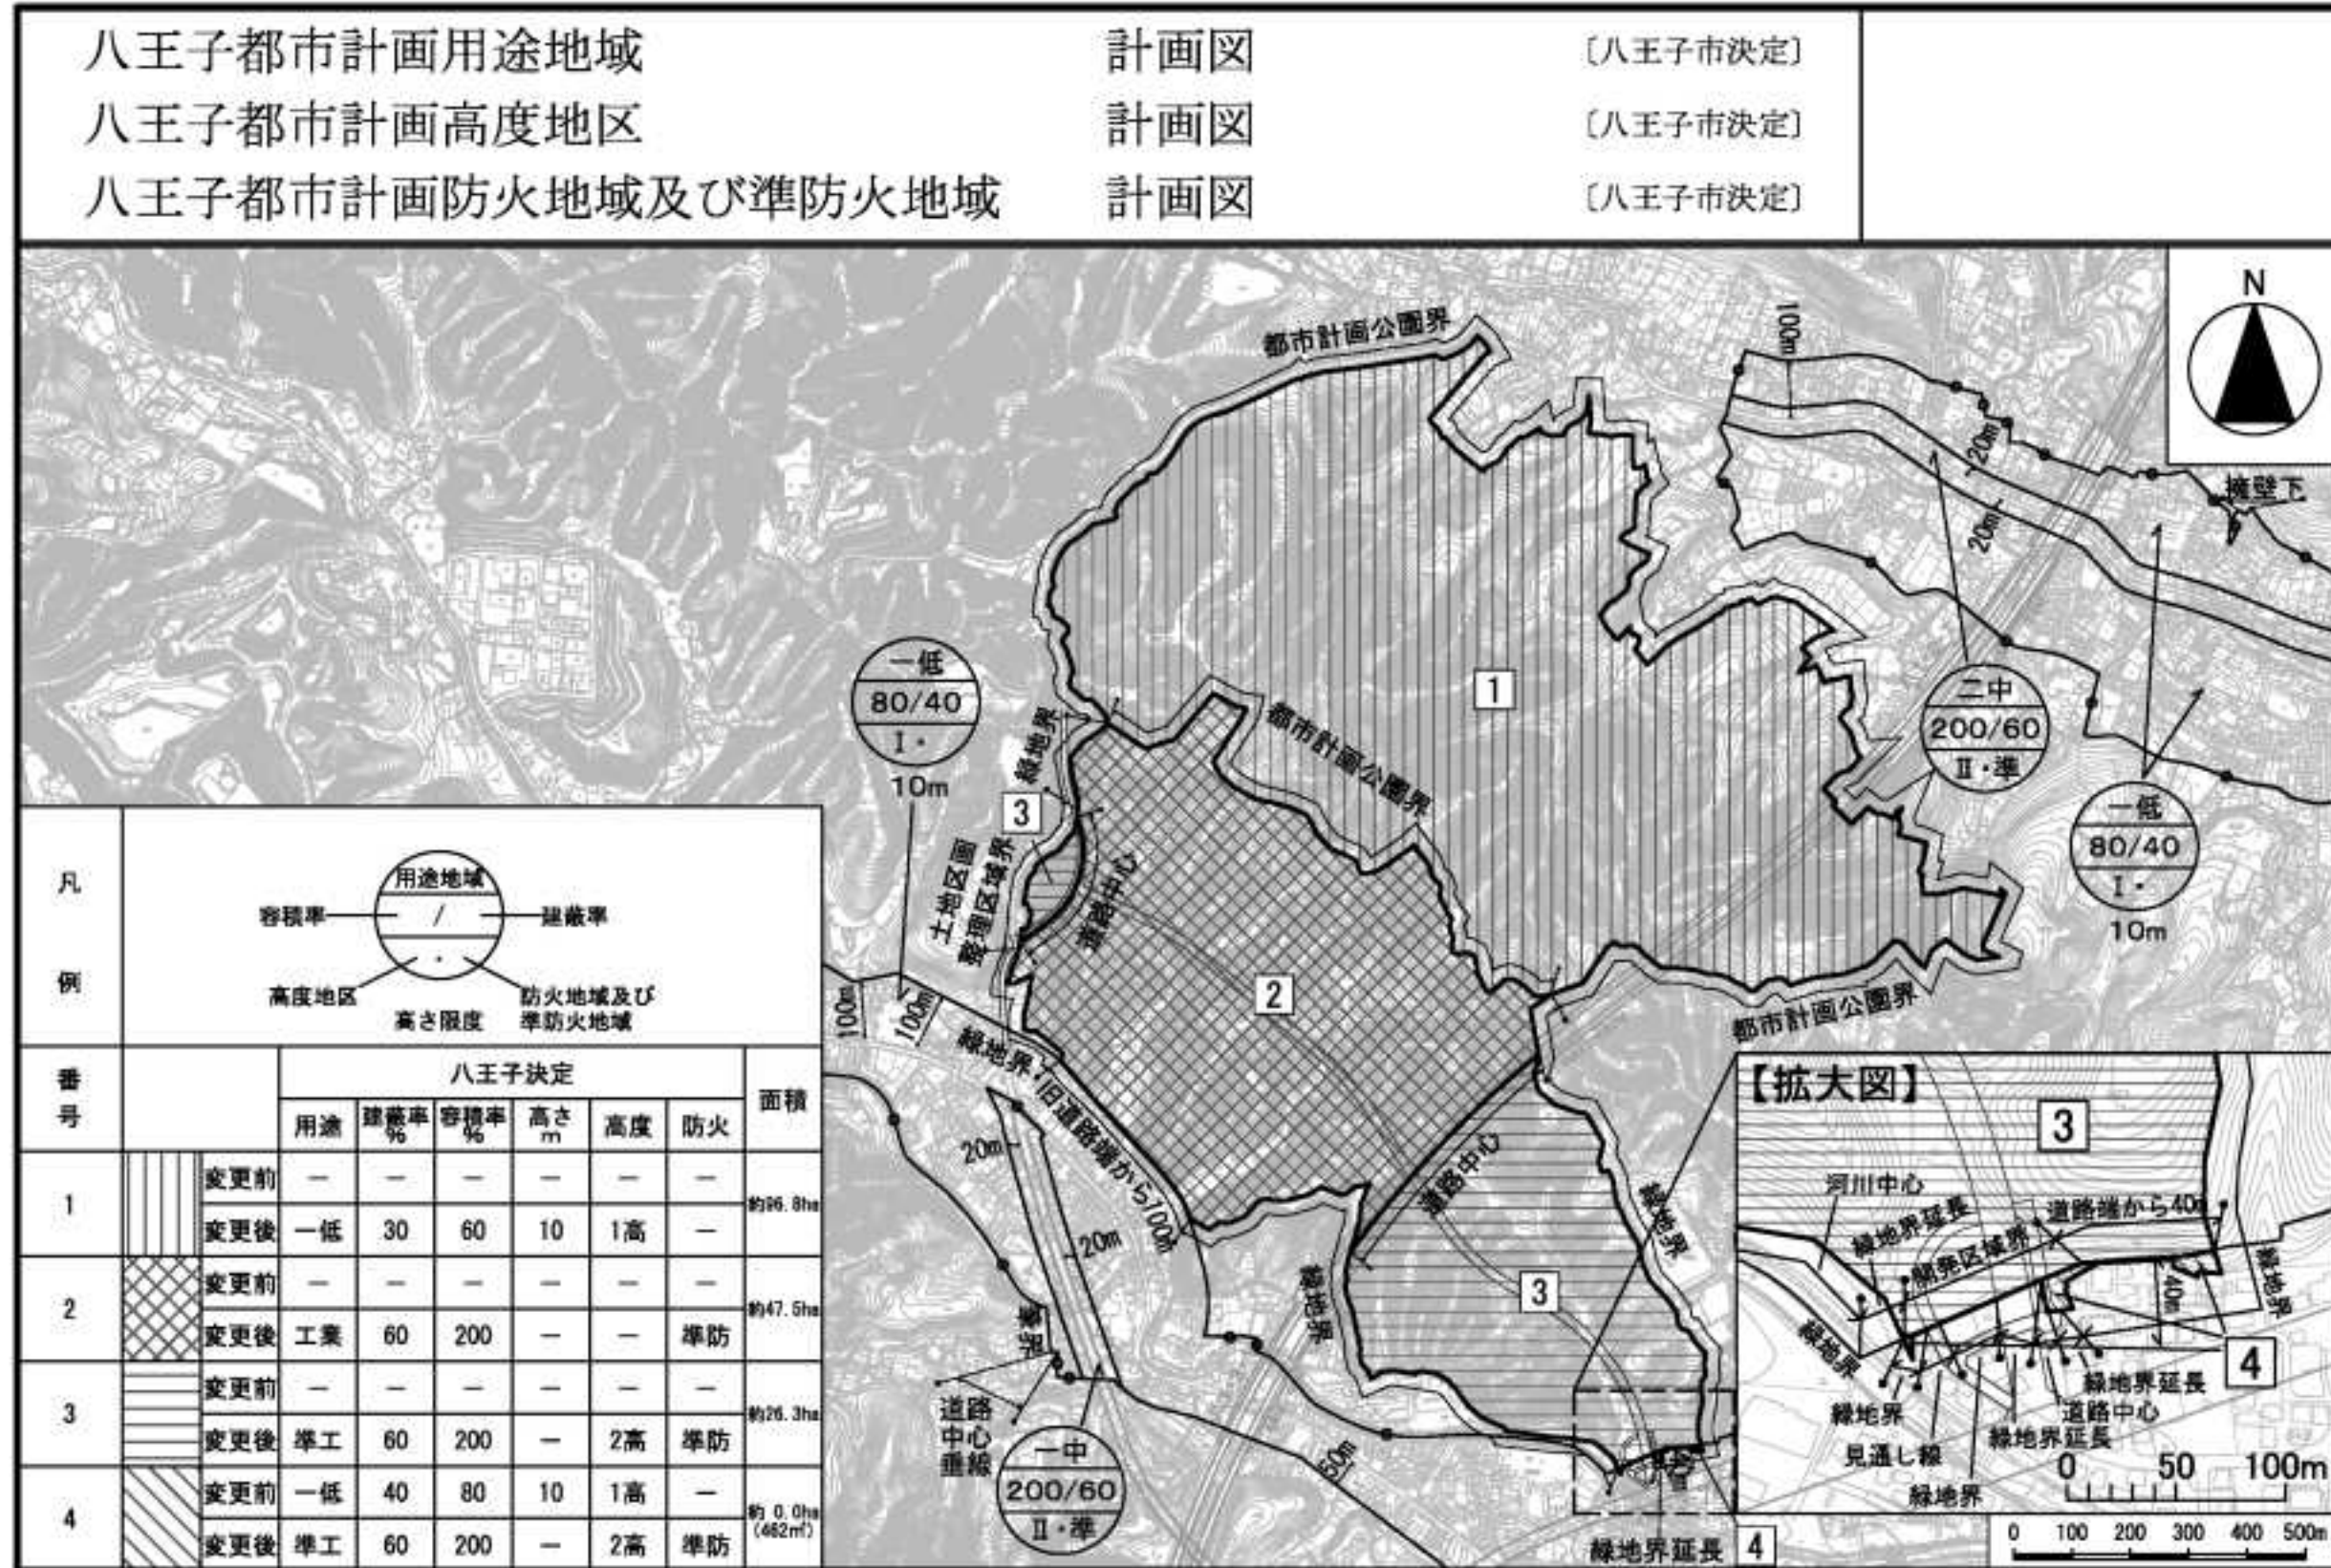 八王子都市計画用途地域 計画図 〔八王子市決定〕
八王子都市計画高度地区 計画図 〔八王子市決定〕
八王子都市計画防火地域及び準防火地域 計画図 〔八王子市決定〕
N
都市計画公園界
100m
20m
20m
擁壁下
1
一低
80/40
Ⅰ・
10m
緑地界
都市計画公園界
二中
200/60
Ⅱ・準
一低
80/40
Ⅰ・
10m
3
土地区画
整理区域界
道路中心
2
100m
100m
緑地界・旧道路端から100m
都市計画公園界
20m
20m
道路中心
緑地界
緑地界
3
道路
中心
垂線
一中
200/60
Ⅱ・準
50m
緑地界延長
4
凡例
用途地域
容積率 / 建蔽率
・
高度地区
防火地域及び
準防火地域
高さ限度
番号 八王子決定 面積
用途 建蔽率% 容積率% 高さm 高度 防火
1 変更前 − − − − − − 約96.8ha
変更後 一低 30 60 10 1高 −
2 変更前 − − − − − − 約47.5ha
変更後 工業 60 200 − − 準防
3 変更前 − − − − − − 約26.3ha
変更後 準工 60 200 − 2高 準防
4 変更前 一低 40 80 10 1高 − 約 0.0ha
(462㎡)
変更後 準工 60 200 − 2高 準防
【拡大図】
3
河川中心
緑地界延長
開発区域界
道路端から40m
緑地界
40m
緑地界
4
緑地界延長
緑地界
道路中心
見通し線
緑地界延長
緑地界
0 50 100m
0 100 200 300 400 500m